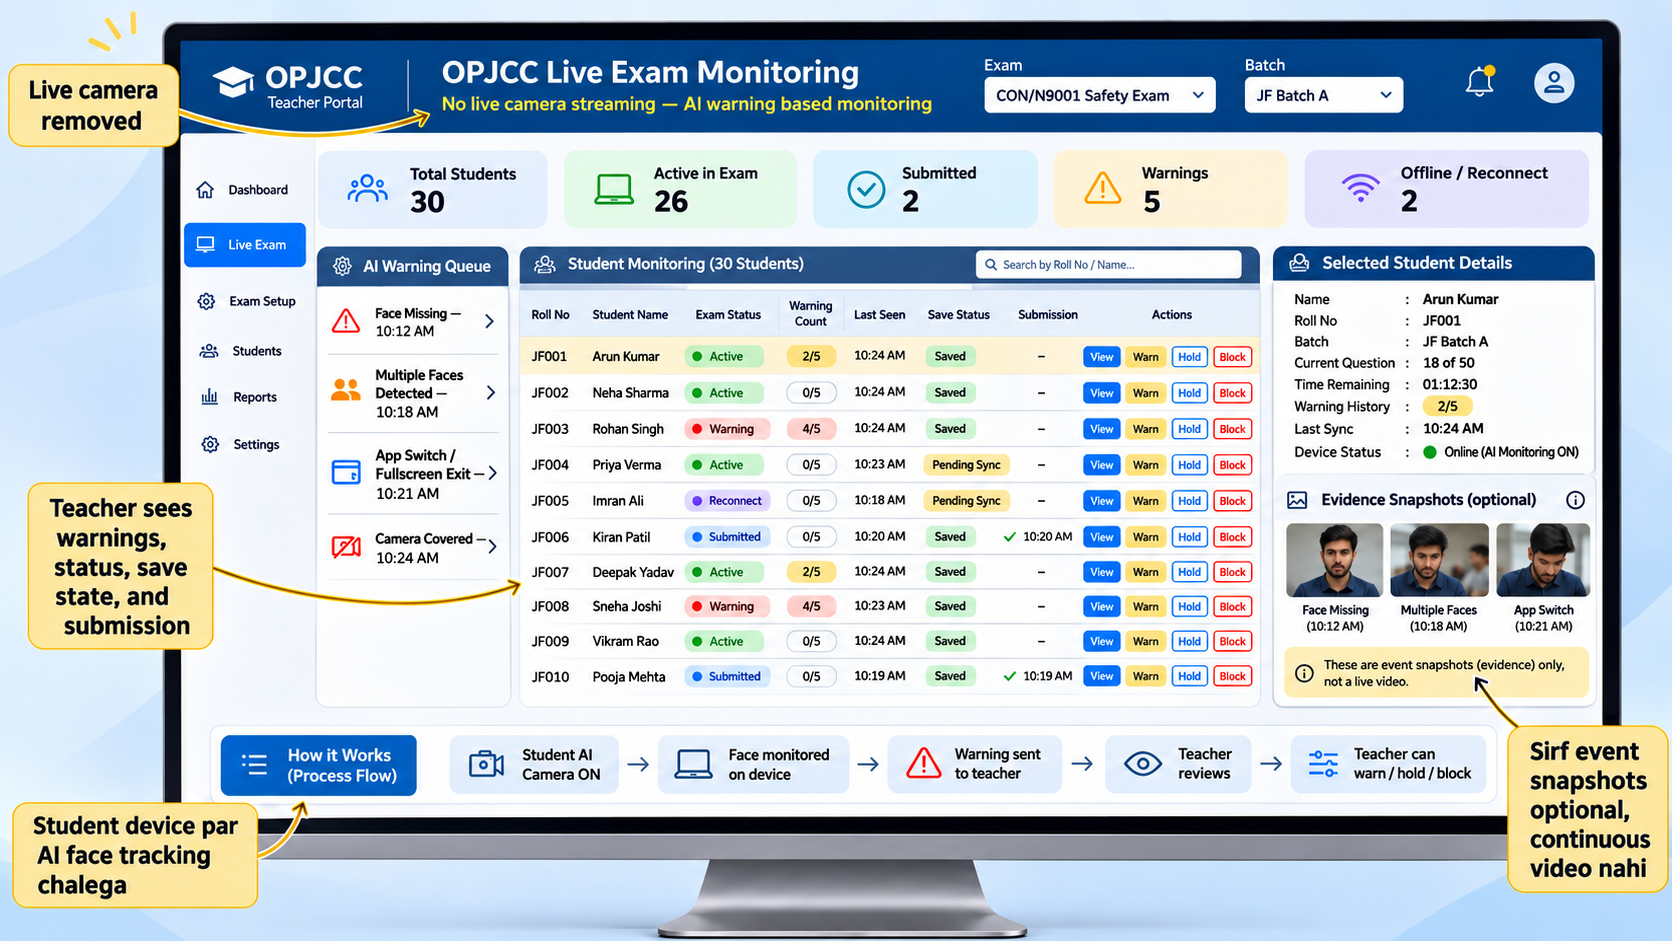 Live camera
removed
OPJCC
Teacher Portal
OPJCC Live Exam Monitoring
No live camera streaming — AI warning based monitoring
Exam
CON/N9001 Safety Exam
Batch
JF Batch A
Dashboard
Live Exam
Exam Setup
Students
Reports
Settings
Total Students
30
Active in Exam
26
Submitted
2
Warnings
5
Offline / Reconnect
2
AI Warning Queue
Face Missing —
10:12 AM
Multiple Faces
Detected —
10:18 AM
App Switch /
Fullscreen Exit —
10:21 AM
Camera Covered —
10:24 AM
Student Monitoring (30 Students)
Search by Roll No / Name...
Roll No Student Name Exam Status Warning Count Last Seen Save Status Submission Actions
JF001 Arun Kumar Active 2/5 10:24 AM Saved – View Warn Hold Block
JF002 Neha Sharma Active 0/5 10:24 AM Saved – View Warn Hold Block
JF003 Rohan Singh Warning 4/5 10:24 AM Saved – View Warn Hold Block
JF004 Priya Verma Active 0/5 10:23 AM Pending Sync – View Warn Hold Block
JF005 Imran Ali Reconnect 0/5 10:18 AM Pending Sync – View Warn Hold Block
JF006 Kiran Patil Submitted 0/5 10:20 AM Saved 10:20 AM View Warn Hold Block
JF007 Deepak Yadav Active 2/5 10:24 AM Saved – View Warn Hold Block
JF008 Sneha Joshi Warning 4/5 10:23 AM Saved – View Warn Hold Block
JF009 Vikram Rao Active 0/5 10:24 AM Saved – View Warn Hold Block
JF010 Pooja Mehta Submitted 0/5 10:19 AM Saved 10:19 AM View Warn Hold Block
Selected Student Details
Name : Arun Kumar
Roll No : JF001
Batch : JF Batch A
Current Question : 18 of 50
Time Remaining : 01:12:30
Warning History : 2/5
Last Sync : 10:24 AM
Device Status : Online (AI Monitoring ON)
Evidence Snapshots (optional)
Face Missing
(10:12 AM)
Multiple Faces
(10:18 AM)
App Switch
(10:21 AM)
These are event snapshots (evidence) only,
not a live video.
Teacher sees
warnings,
status, save
state, and
submission
How it Works
(Process Flow)
Student AI
Camera ON
Face monitored
on device
Warning sent
to teacher
Teacher
reviews
Teacher can
warn / hold / block
Student device par
AI face tracking
chalega
Sirf event
snapshots
optional,
continuous
video nahi